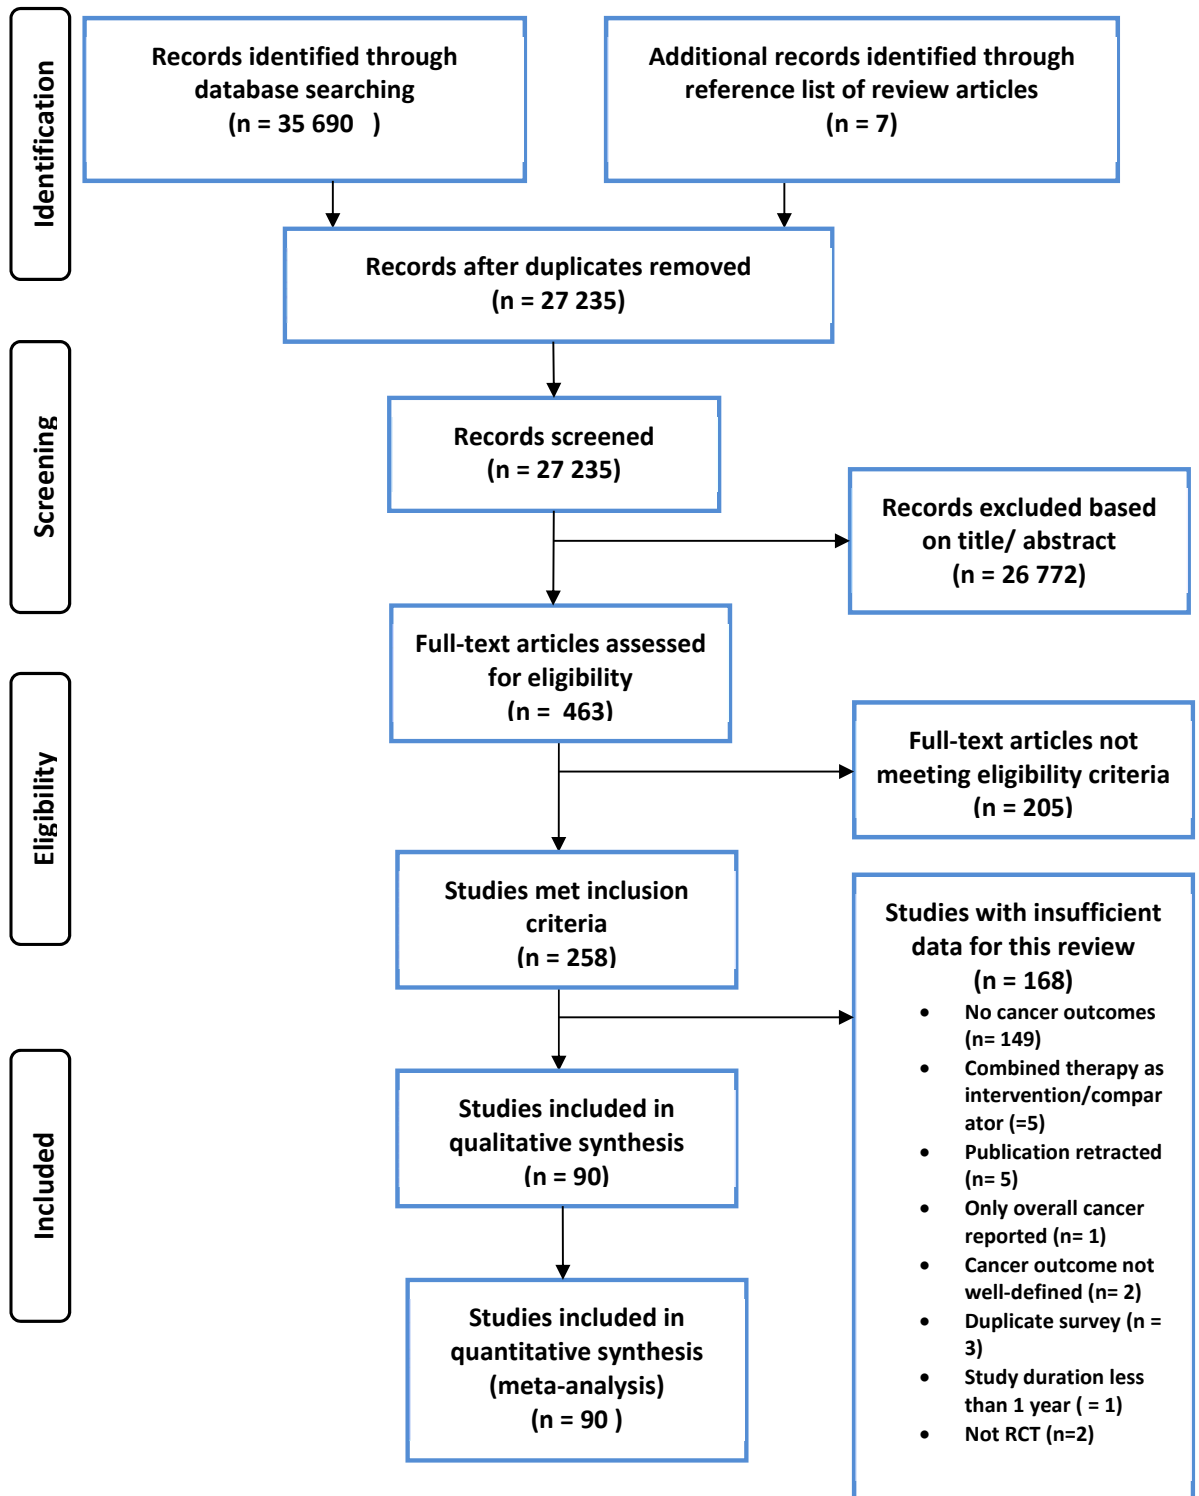 Identification
Records identified through
database searching
(n = 35 690   )
Additional records identified through
reference list of review articles
(n = 7)
Records after duplicates removed
(n = 27 235)
Screening
Records screened
(n = 27 235)
Records excluded based
on title/ abstract
(n = 26 772)
Eligibility
Full-text articles assessed
for eligibility
(n =  463)
Full-text articles not
meeting eligibility criteria
(n = 205)
Studies met inclusion
criteria
(n = 258)
Studies with insufficient
data for this review
(n = 168)
• No cancer outcomes
(n= 149)
• Combined therapy as
intervention/compar
ator (=5)
• Publication retracted
(n= 5)
• Only overall cancer
reported (n= 1)
• Cancer outcome not
well-defined (n= 2)
• Duplicate survey (n =
3)
• Study duration less
than 1 year ( = 1)
• Not RCT (n=2)
Included
Studies included in
qualitative synthesis
(n = 90)
Studies included in
quantitative synthesis
(meta-analysis)
(n = 90 )